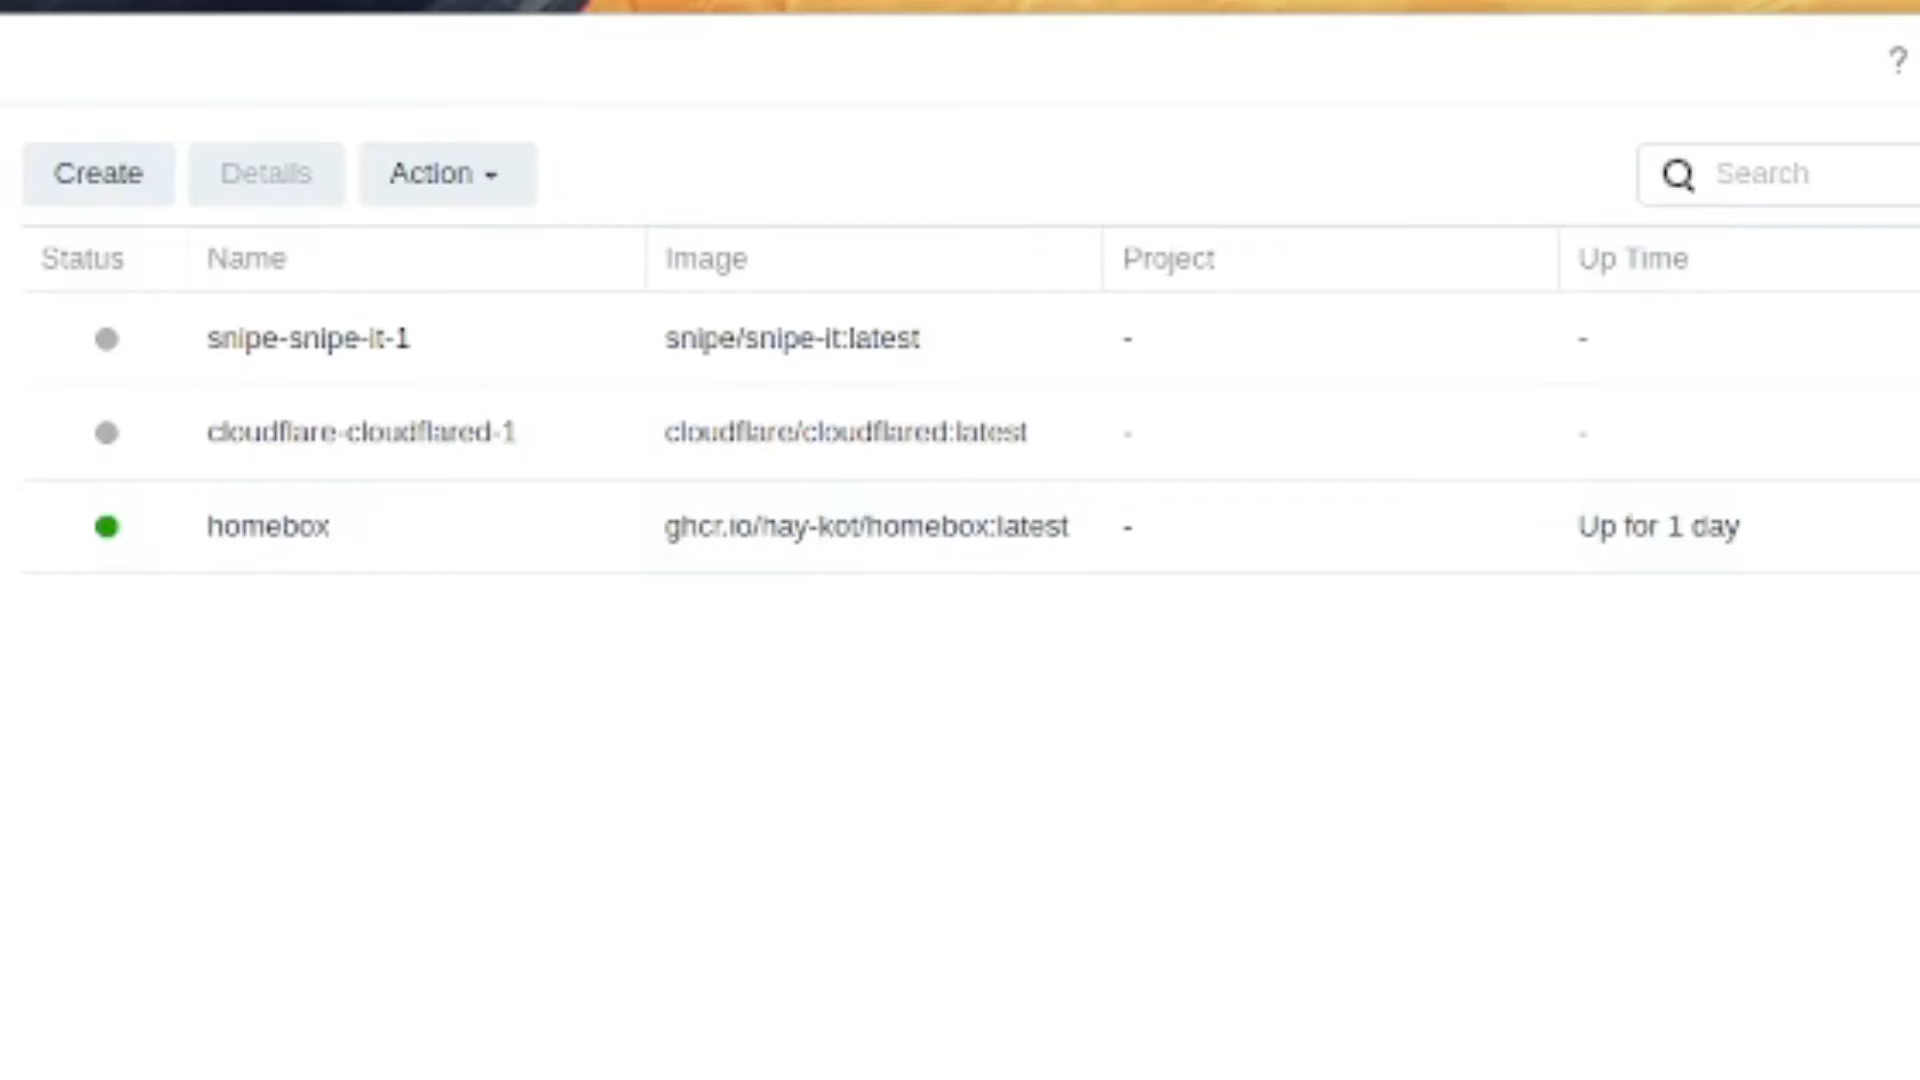 ?
Create Details Action Search
Status Name Image Project Up Time
snipe-snipe-it-1 snipe/snipe-it:latest - -
cloudflare-cloudflared-1 cloudflare/cloudflared:latest - -
homebox ghcr.io/hay-kot/homebox:latest - Up for 1 day